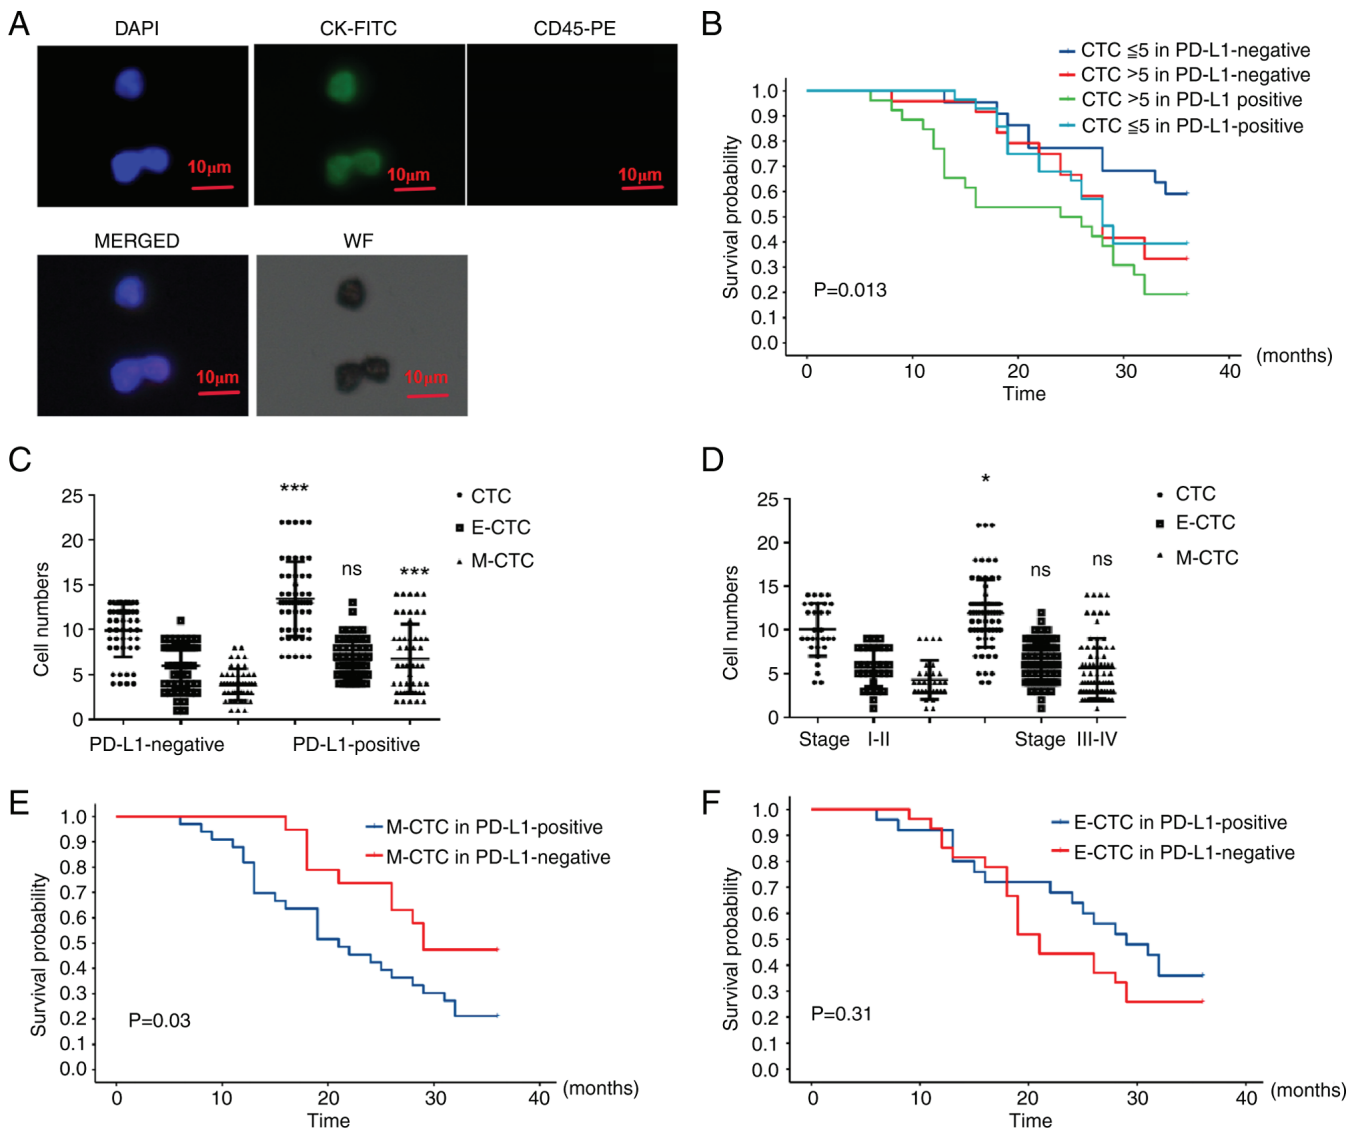 A
DAPI
CK-FITC
CD45-PE
10μm
10μm
10μm
MERGED
WF
10μm
10μm
B
CTC ≦5 in PD-L1-negative
CTC >5 in PD-L1-negative
CTC >5 in PD-L1 positive
CTC ≦5 in PD-L1-positive
Survival probability
1.0
0.9
0.8
0.7
0.6
0.5
0.4
0.3
0.2
0.1
0.0
P=0.013
0 10 20 30 40 (months)
Time
C
Cell numbers
25
20
15
10
5
0
***
ns
***
CTC
E-CTC
M-CTC
PD-L1-negative PD-L1-positive
D
Cell numbers
25
20
15
10
5
0
*
ns
ns
CTC
E-CTC
M-CTC
Stage I-II Stage III-IV
E
Survival probability
1.0
0.9
0.8
0.7
0.6
0.5
0.4
0.3
0.2
0.1
0.0
M-CTC in PD-L1-positive
M-CTC in PD-L1-negative
P=0.03
0 10 20 30 40 (months)
Time
F
Survival probability
1.0
0.9
0.8
0.7
0.6
0.5
0.4
0.3
0.2
0.1
0.0
E-CTC in PD-L1-positive
E-CTC in PD-L1-negative
P=0.31
0 10 20 30 40 (months)
Time